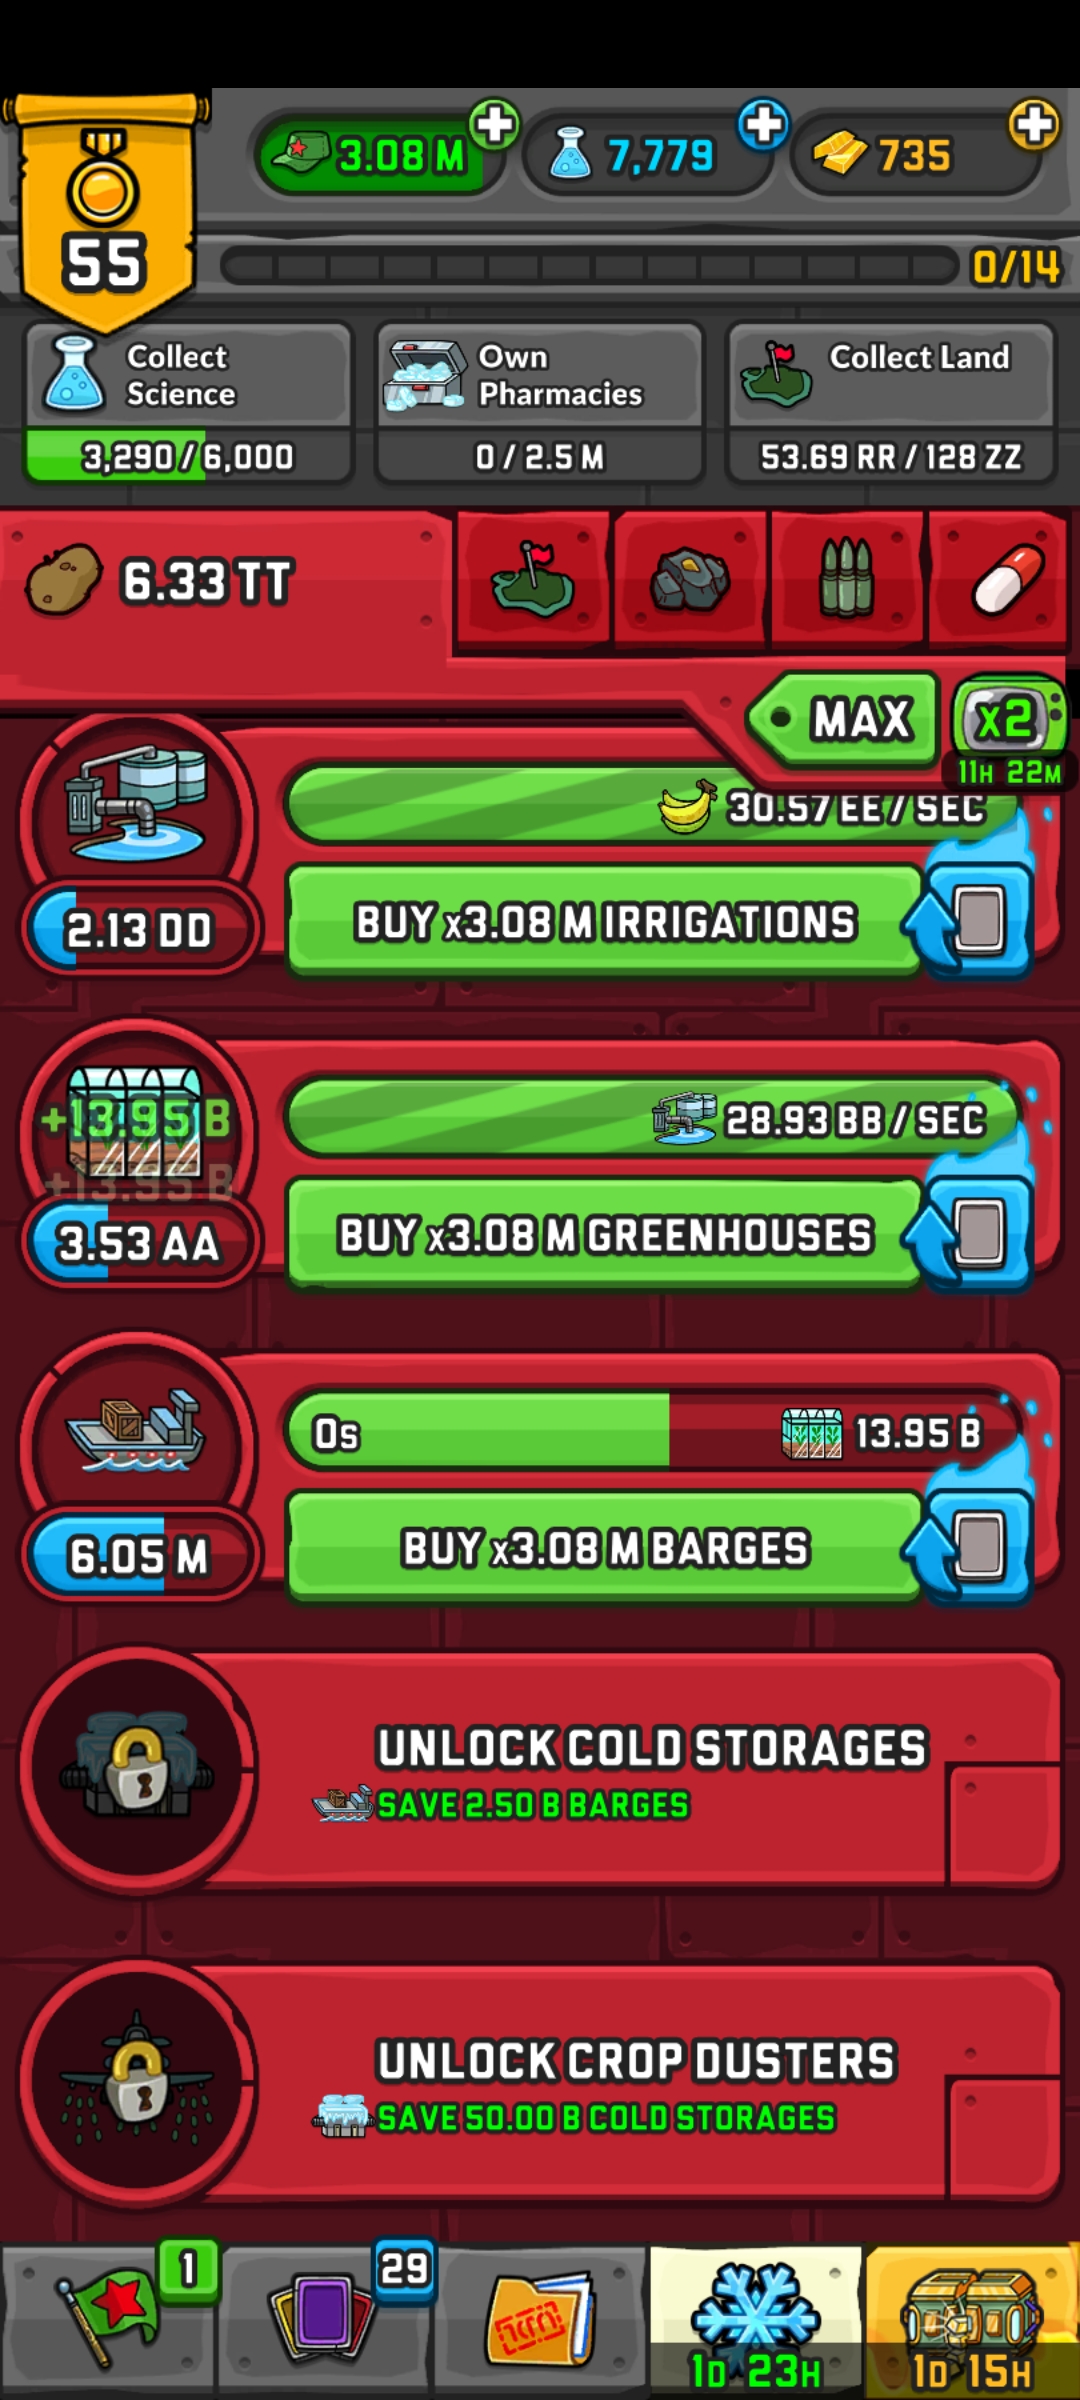 55
3.08 M
7,779
735
0/14
Collect
Science
3,290 / 6,000
Own
Pharmacies
0 / 2.5 M
Collect Land
53.69 RR / 128 ZZ
6.33 TT
MAX
x2
11H 22M
30.57 EE / SEC
2.13 DD
BUY x3.08 M IRRIGATIONS
+13.95 B
+13.95 B
28.93 BB / SEC
3.53 AA
BUY x3.08 M GREENHOUSES
0s
13.95 B
6.05 M
BUY x3.08 M BARGES
UNLOCK COLD STORAGES
SAVE 2.50 B BARGES
UNLOCK CROP DUSTERS
SAVE 50.00 B COLD STORAGES
1
29
1D 23H
1D 15H